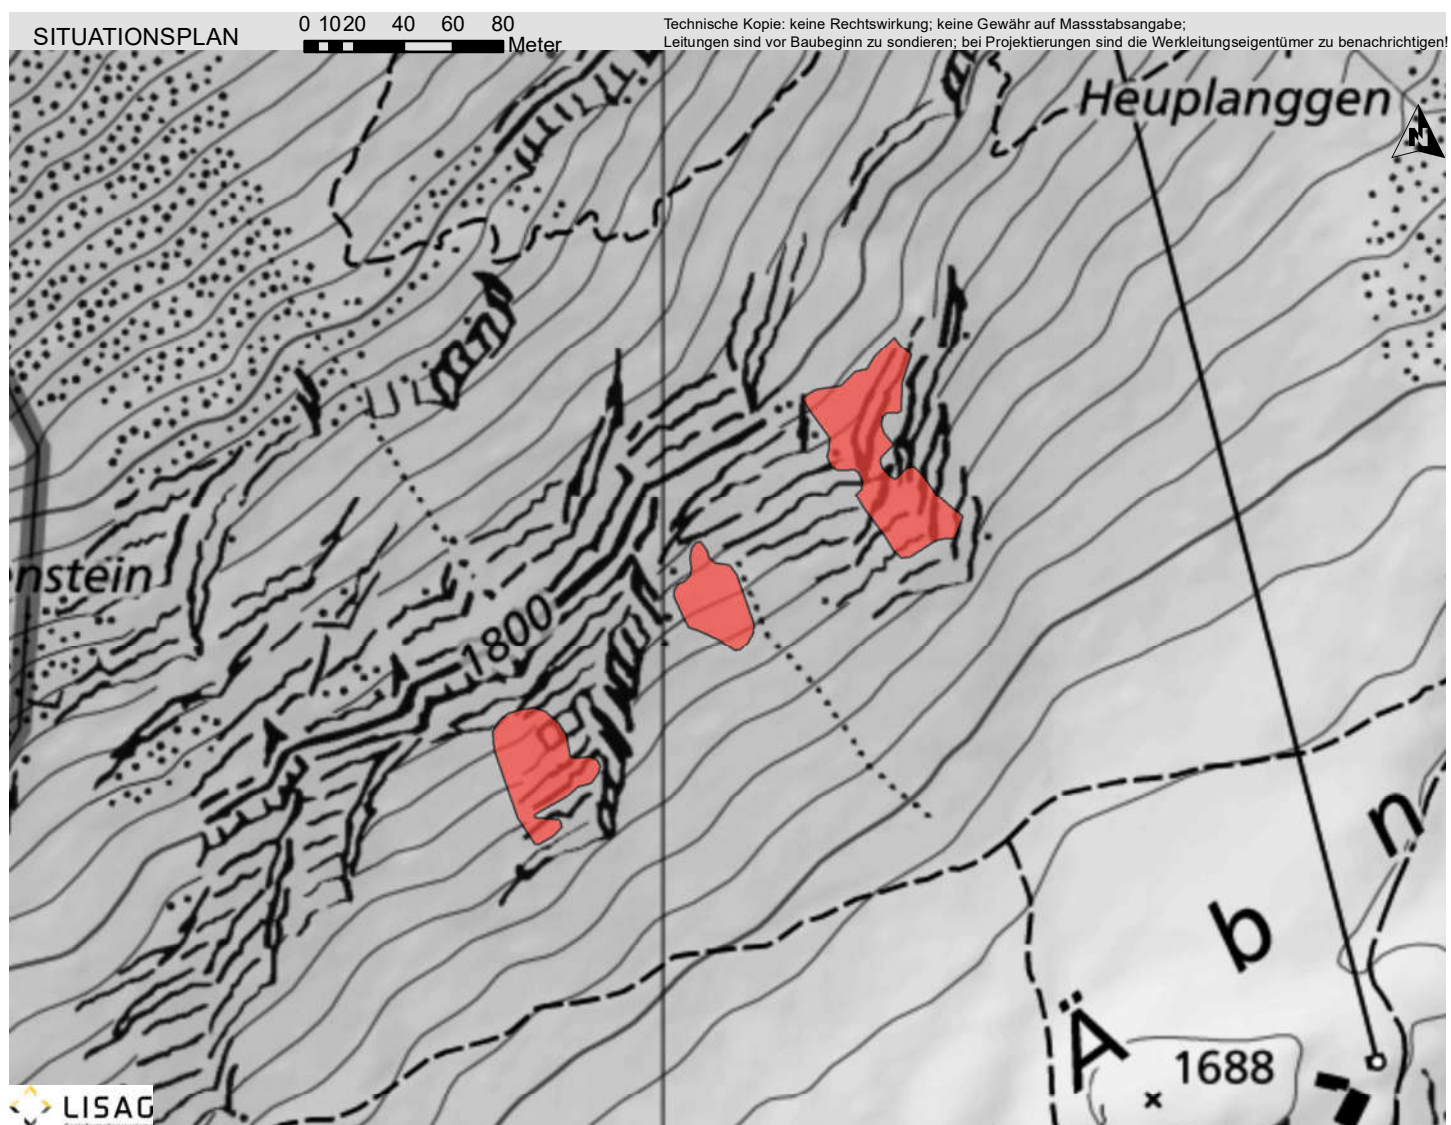 SITUATIONSPLAN
0 10 20 40 60 80
Meter
Technische Kopie: keine Rechtswirkung; keine Gewähr auf Massstabsangabe;
Leitungen sind vor Baubeginn zu sondieren; bei Projektierungen sind die Werkleitungseigentümer zu benachrichtigen!
Heuplanggen
N
nstein
1800
n
b
Ä
1688
LISAG